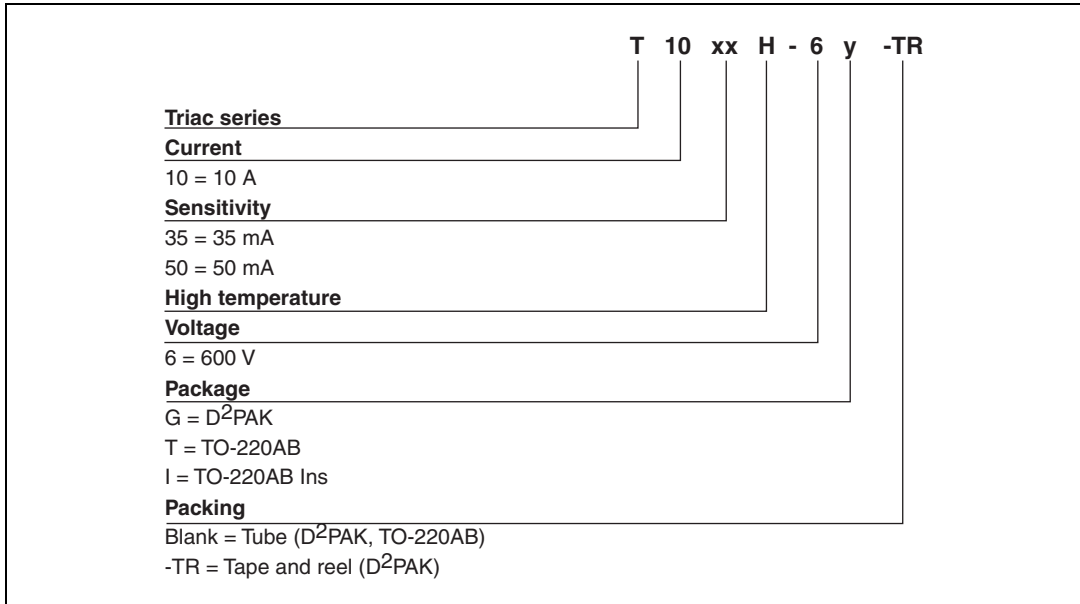 T 10 xx H - 6 y -TR
Triac series
Current
10 = 10 A
Sensitivity
35 = 35 mA
50 = 50 mA
High temperature
Voltage
6 = 600 V
Package
G = D²PAK
T = TO-220AB
I = TO-220AB Ins
Packing
Blank = Tube (D²PAK, TO-220AB)
-TR = Tape and reel (D²PAK)